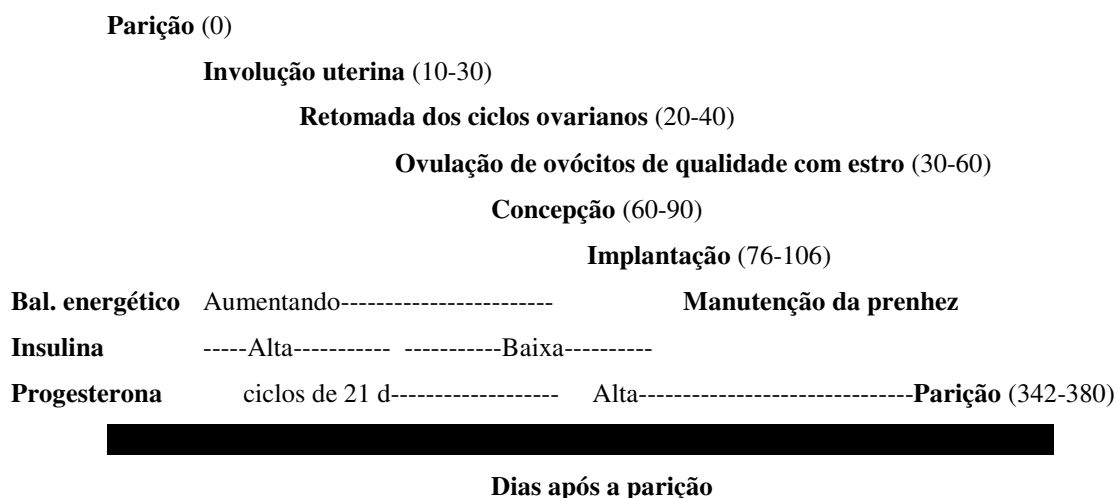 Parição (0)
Involução uterina (10-30)
Retomada dos ciclos ovarianos (20-40)
Ovulação de ovócitos de qualidade com estro (30-60)
Concepção (60-90)
Implantação (76-106)
Bal. energético Aumentando------------------------ Manutenção da prenhez
Insulina -----Alta----------- -----------Baixa----------
Progesterona ciclos de 21 d------------------- Alta-------------------------------Parição (342-380)
Dias após a parição